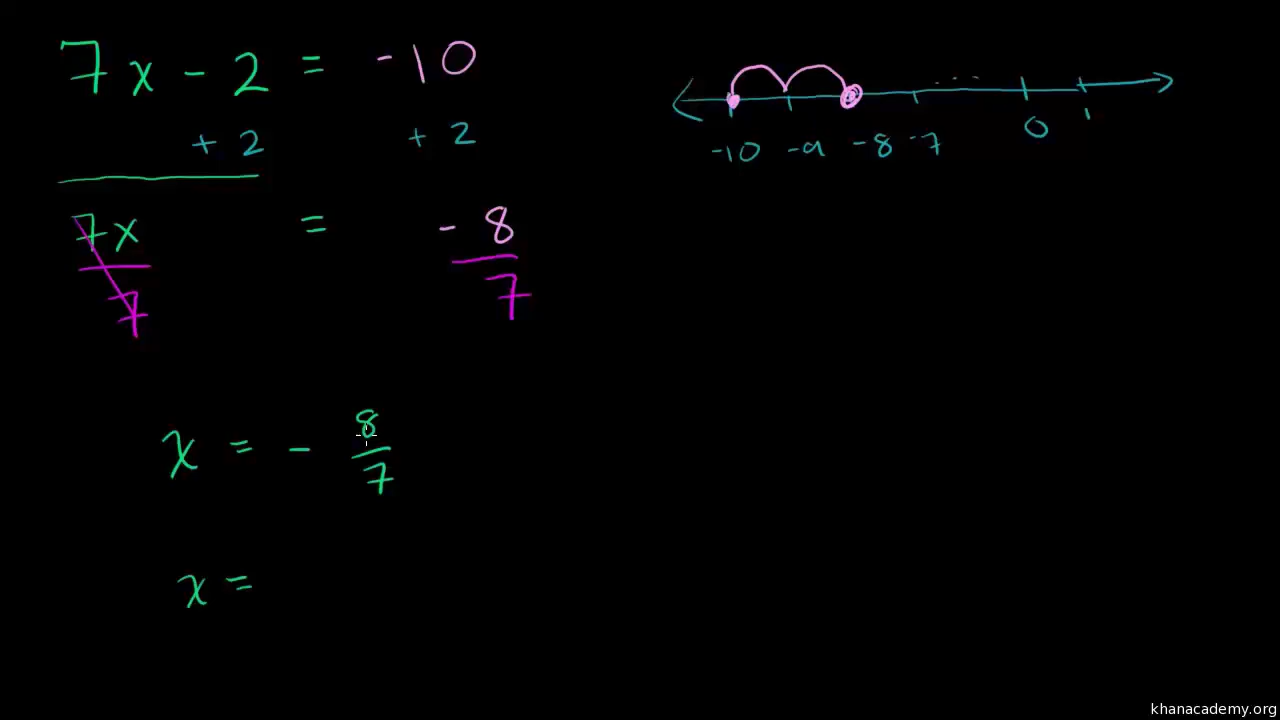 7x - 2 = -10
+ 2 + 2
7x = -8
7 7
x = - 8/7
x =
... 
-10 -9 -8 -7 0 1
khanacademy.org